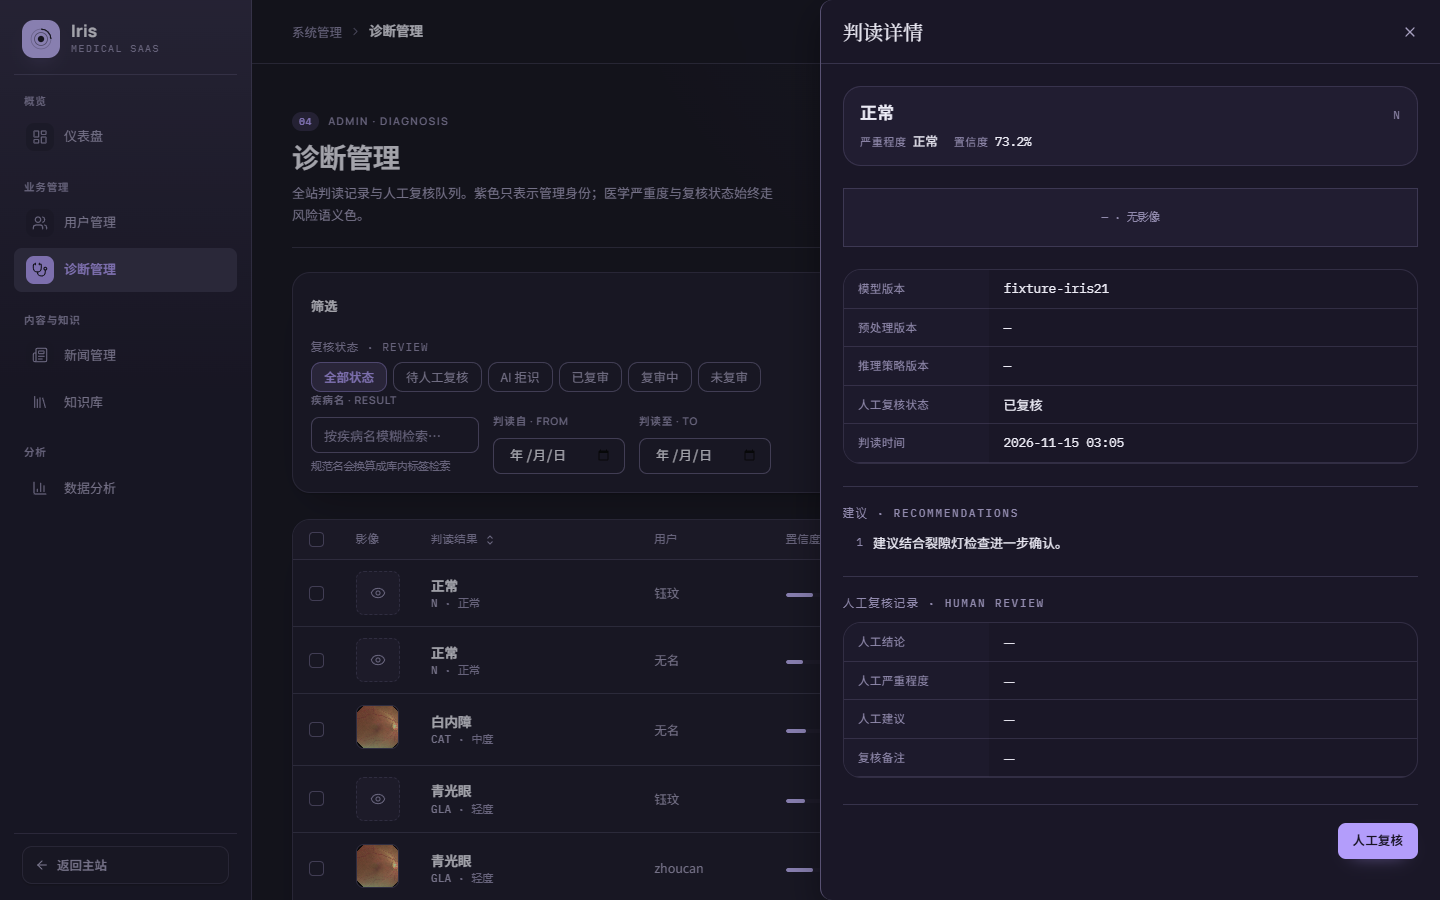 Iris
MEDICAL SAAS
概览
仪表盘
业务管理
用户管理
诊断管理
内容与知识
新闻管理
知识库
分析
数据分析
返回主站
系统管理 > 诊断管理
04 ADMIN · DIAGNOSIS
诊断管理
全站判读记录与人工复核队列。紫色只表示管理身份；医学严重度与复核状态始终走
风险语义色。
筛选
复核状态 · REVIEW
全部状态 待人工复核 AI 拒识 已复审 复审中 未复审
疾病名 · RESULT
判读自 · FROM 判读至 · TO
按疾病名模糊检索…
年 /月/日 年 /月/日
规范名会换算成库内标签检索
影像 判读结果 用户 置信度
正常
N · 正常
钰玟
正常
N · 正常
无名
白内障
CAT · 中度
无名
青光眼
GLA · 轻度
钰玟
青光眼
GLA · 轻度
zhoucan
判读详情
正常 N
严重程度 正常 置信度 73.2%
— · 无影像
模型版本 fixture-iris21
预处理版本 —
推理策略版本 —
人工复核状态 已复核
判读时间 2026-11-15 03:05
建议 · RECOMMENDATIONS
1 建议结合裂隙灯检查进一步确认。
人工复核记录 · HUMAN REVIEW
人工结论 —
人工严重程度 —
人工建议 —
复核备注 —
人工复核